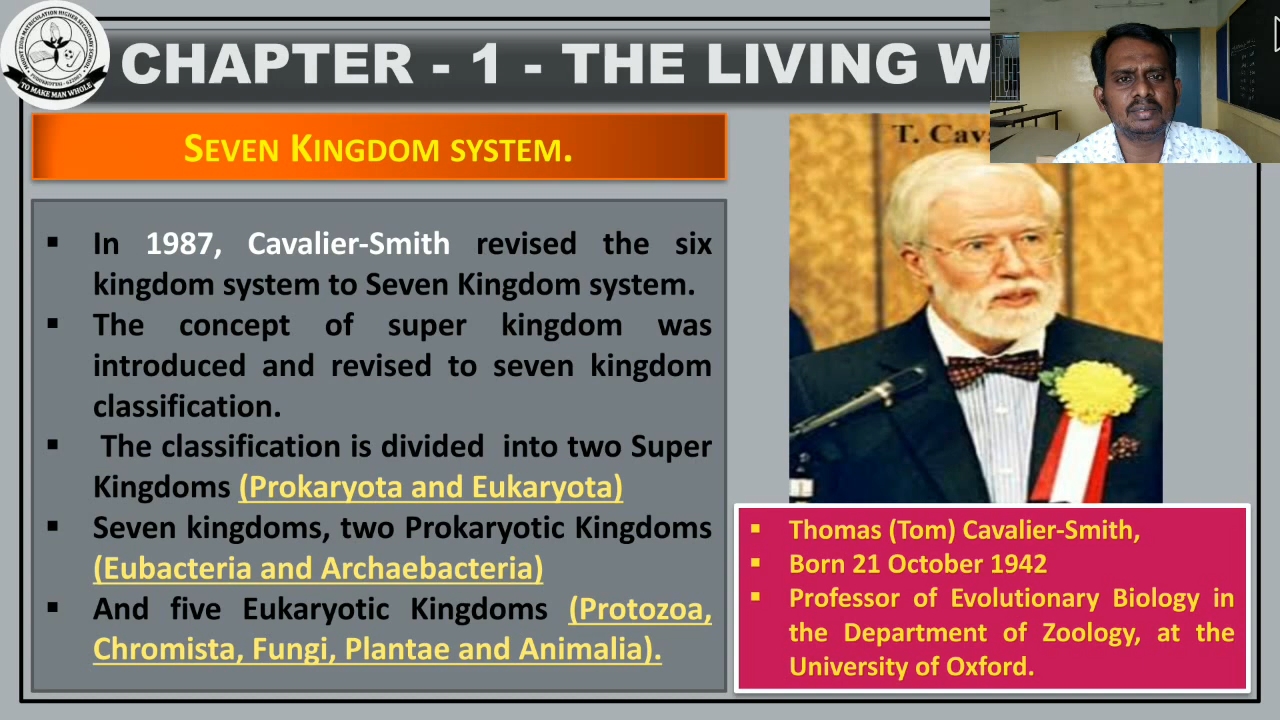 CHAPTER - 1 - THE LIVING W
SEVEN KINGDOM SYSTEM.
T. Cav
▪ In 1987, Cavalier-Smith revised the six
kingdom system to Seven Kingdom system.
▪ The concept of super kingdom was
introduced and revised to seven kingdom
classification.
▪ The classification is divided into two Super
Kingdoms (Prokaryota and Eukaryota)
▪ Seven kingdoms, two Prokaryotic Kingdoms
(Eubacteria and Archaebacteria)
▪ And five Eukaryotic Kingdoms (Protozoa,
Chromista, Fungi, Plantae and Animalia).
▪ Thomas (Tom) Cavalier-Smith,
▪ Born 21 October 1942
▪ Professor of Evolutionary Biology in
the Department of Zoology, at the
University of Oxford.
TO MAKE MAN WHOLE